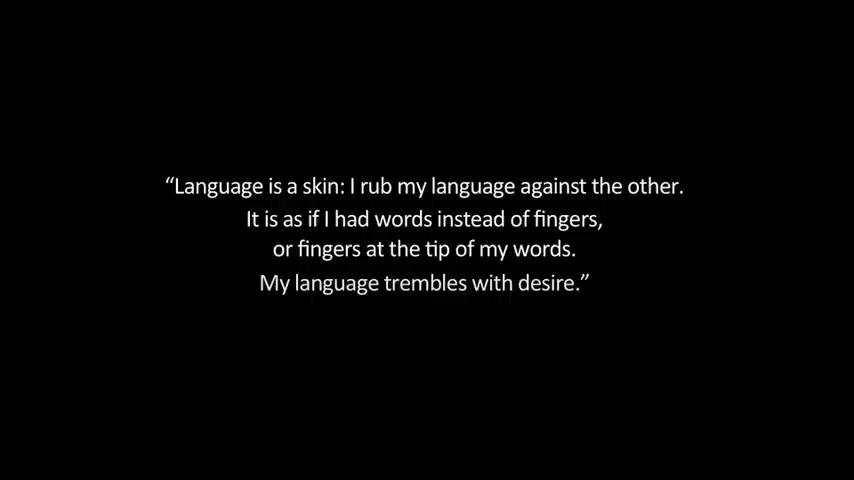 “Language is a skin: I rub my language against the other.
It is as if I had words instead of fingers,
or fingers at the tip of my words.
My language trembles with desire.”